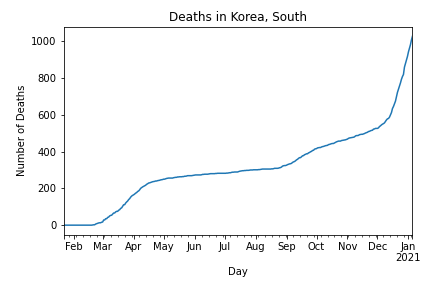 Deaths in Korea, South
Number of Deaths
1000
800
600
400
200
0
Feb Mar Apr May Jun Jul Aug Sep Oct Nov Dec Jan
2021
Day